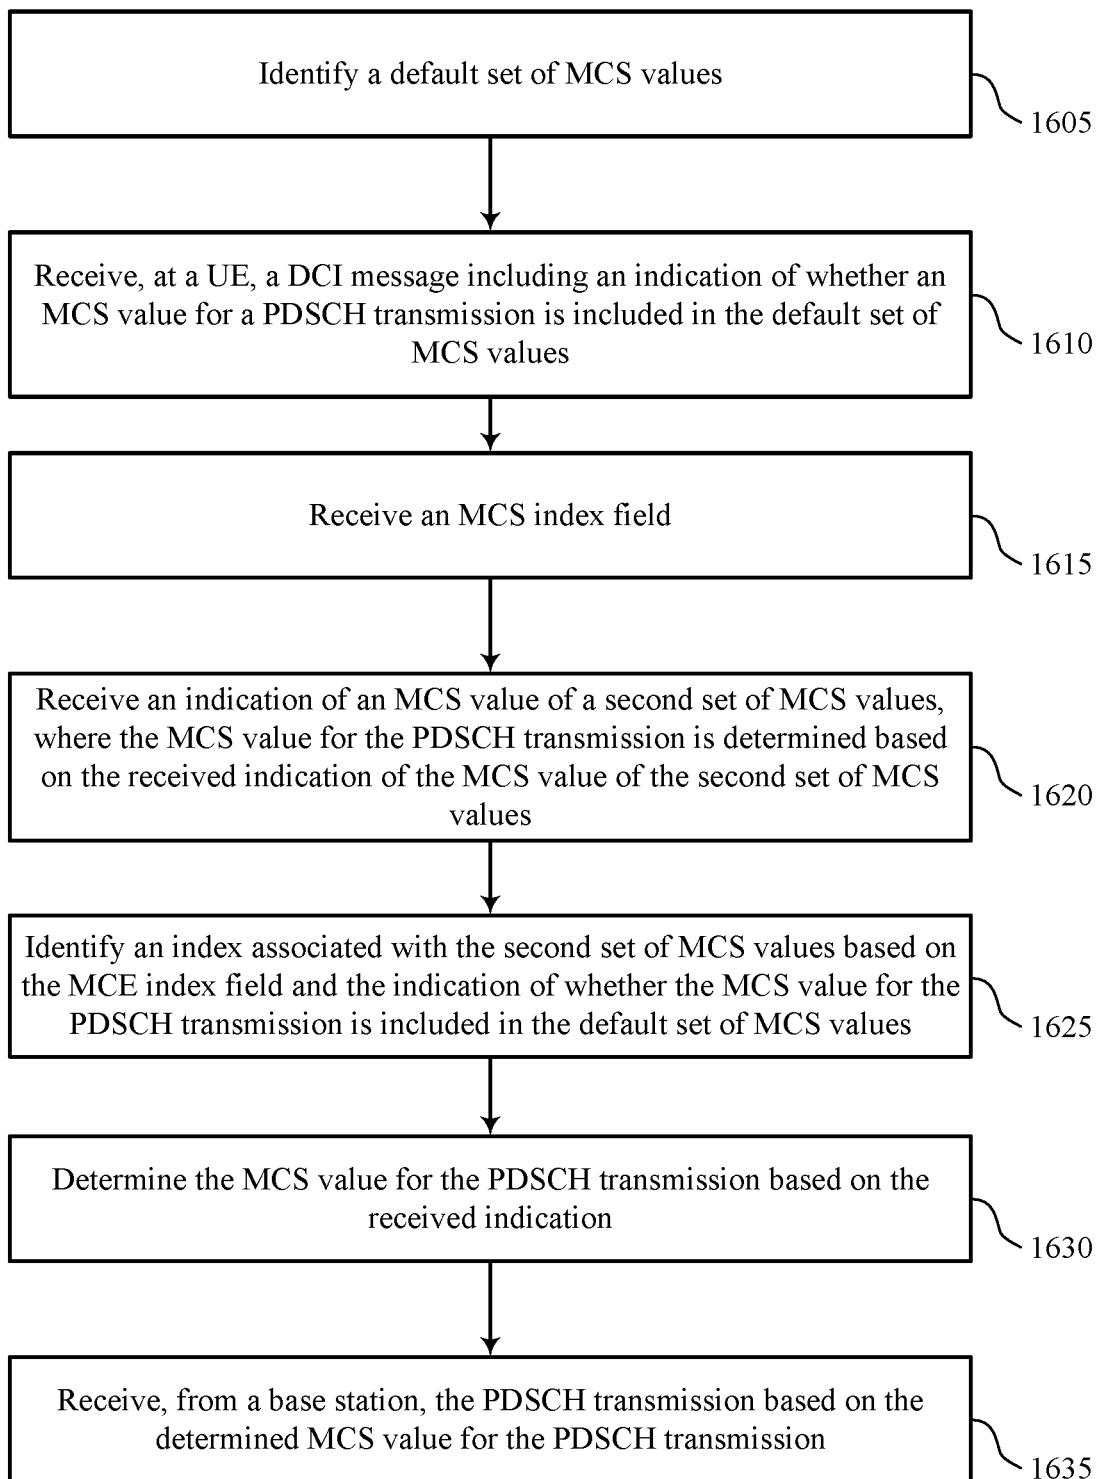 Identify a default set of MCS values
1605
Receive, at a UE, a DCI message including an indication of whether an
MCS value for a PDSCH transmission is included in the default set of
MCS values
1610
Receive an MCS index field
1615
Receive an indication of an MCS value of a second set of MCS values,
where the MCS value for the PDSCH transmission is determined based
on the received indication of the MCS value of the second set of MCS
values
1620
Identify an index associated with the second set of MCS values based on
the MCE index field and the indication of whether the MCS value for the
PDSCH transmission is included in the default set of MCS values
1625
Determine the MCS value for the PDSCH transmission based on the
received indication
1630
Receive, from a base station, the PDSCH transmission based on the
determined MCS value for the PDSCH transmission
1635